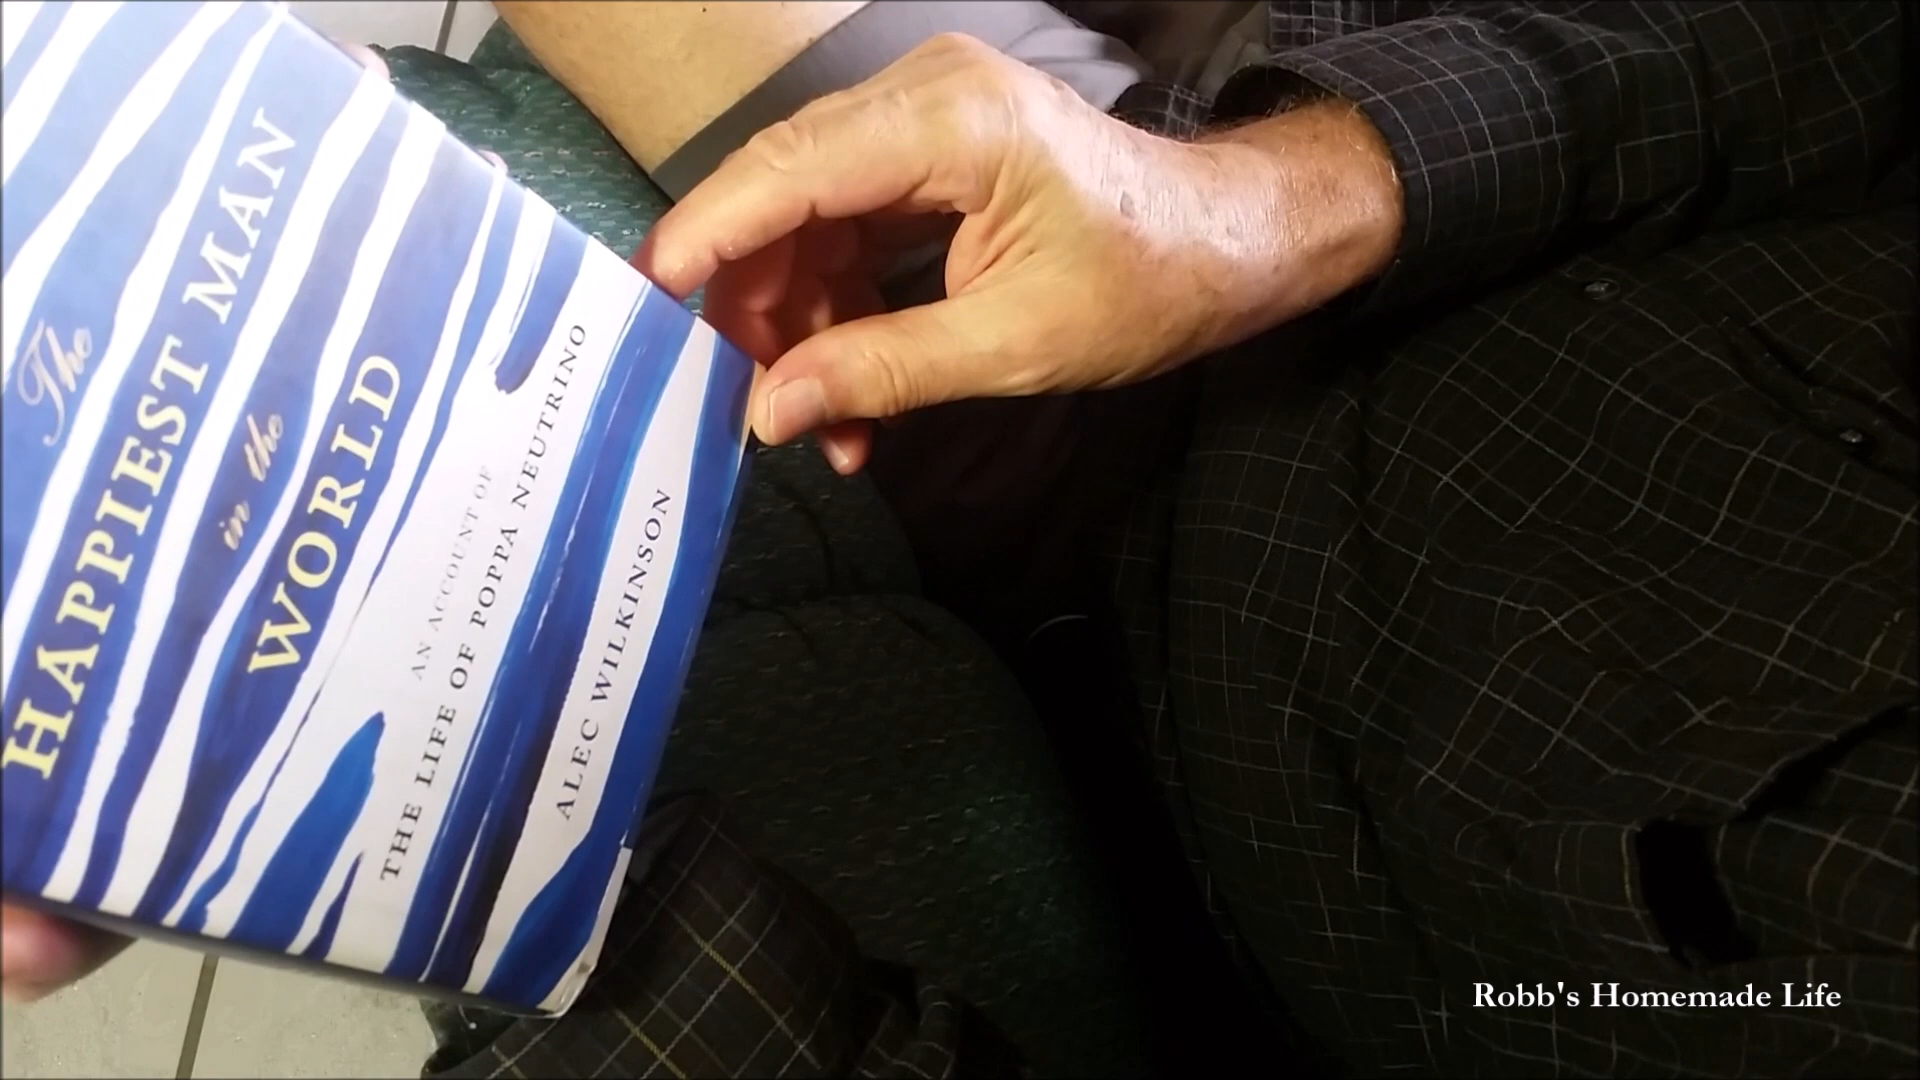 The
HAPPIEST MAN
in the
WORLD
AN ACCOUNT OF
THE LIFE OF POPPA NEUTRINO
ALEC WILKINSON
Robb's Homemade Life